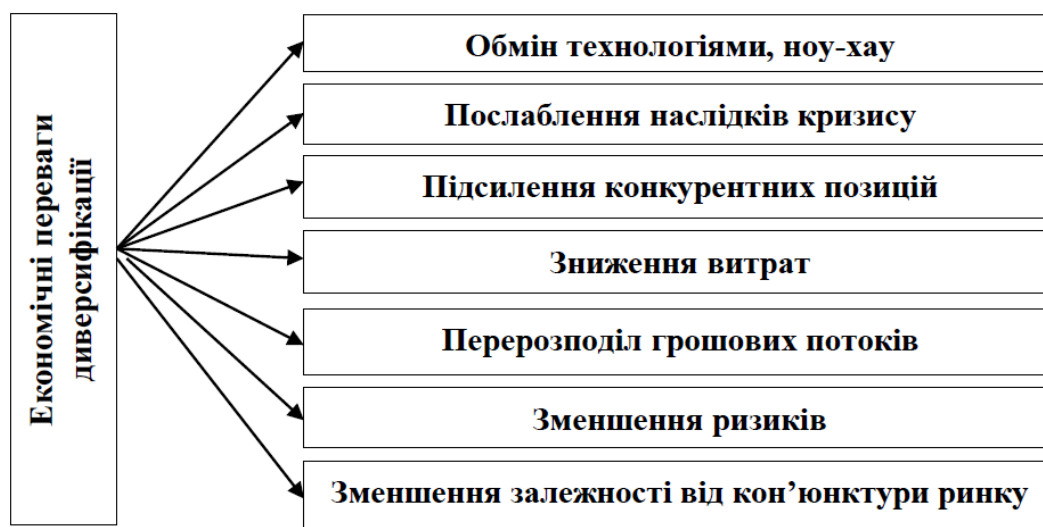 Економічні переваги
диверсифікації
Обмін технологіями, ноу-хау
Послаблення наслідків кризису
Підсилення конкурентних позицій
Зниження витрат
Перерозподіл грошових потоків
Зменшення ризиків
Зменшення залежності від кон’юнктури ринку